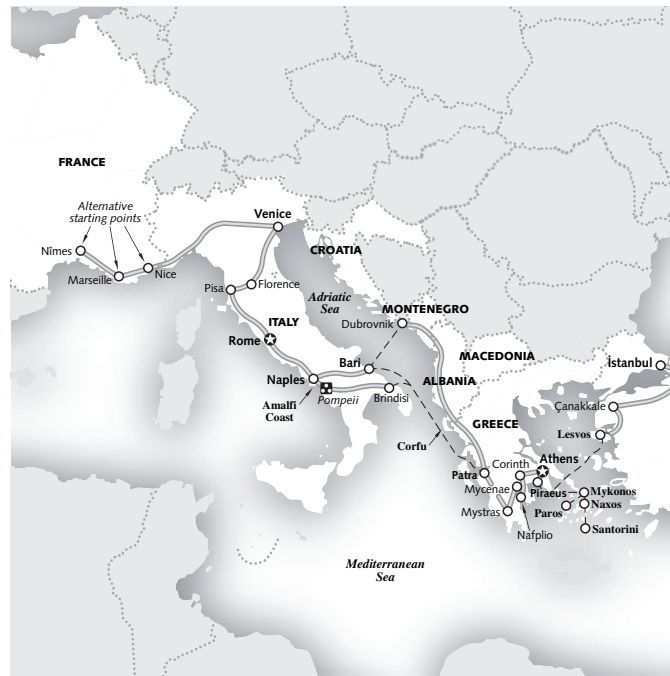 FRANCE
Alternative
starting points
Nîmes
Marseille
Nice
Venice
CROATIA
Pisa
Florence
Adriatic
Sea
MONTENEGRO
Dubrovnik
ITALY
Rome
MACEDONIA
İstanbul
Bari
Naples
ALBANIA
Amalfi
Coast
Pompeii
Brindisi
Çanakkale
GREECE
Lesvos
Corfu
Corinth
Athens
Patra
Mycenae
Piraeus
Mykonos
Naxos
Paros
Mystras
Santorini
Nafplio
Mediterranean
Sea